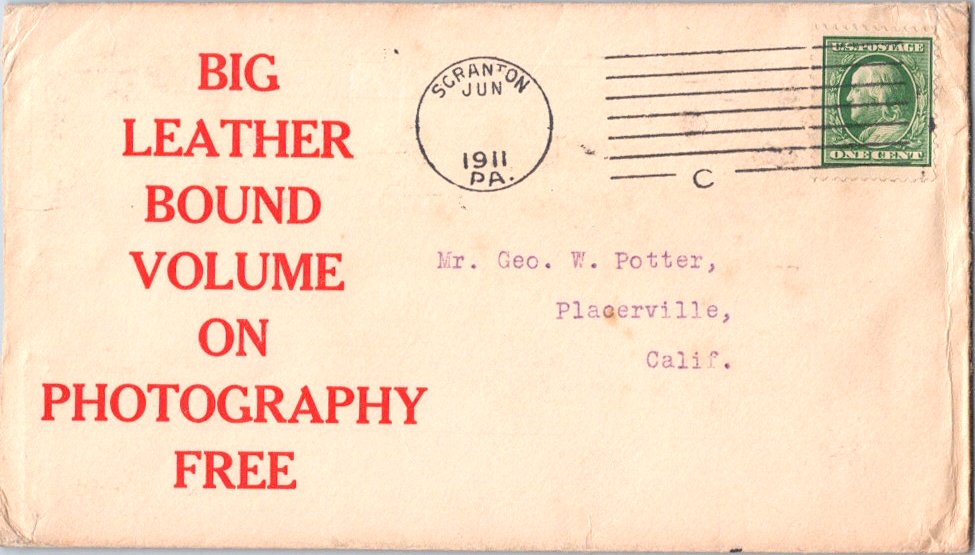 BIG
LEATHER
BOUND
VOLUME
ON
PHOTOGRAPHY
FREE
SCRANTON
JUN
1911
PA.
C
U.S. POSTAGE
ONE CENT
Mr. Geo. W. Potter,
Placerville,
Calif.